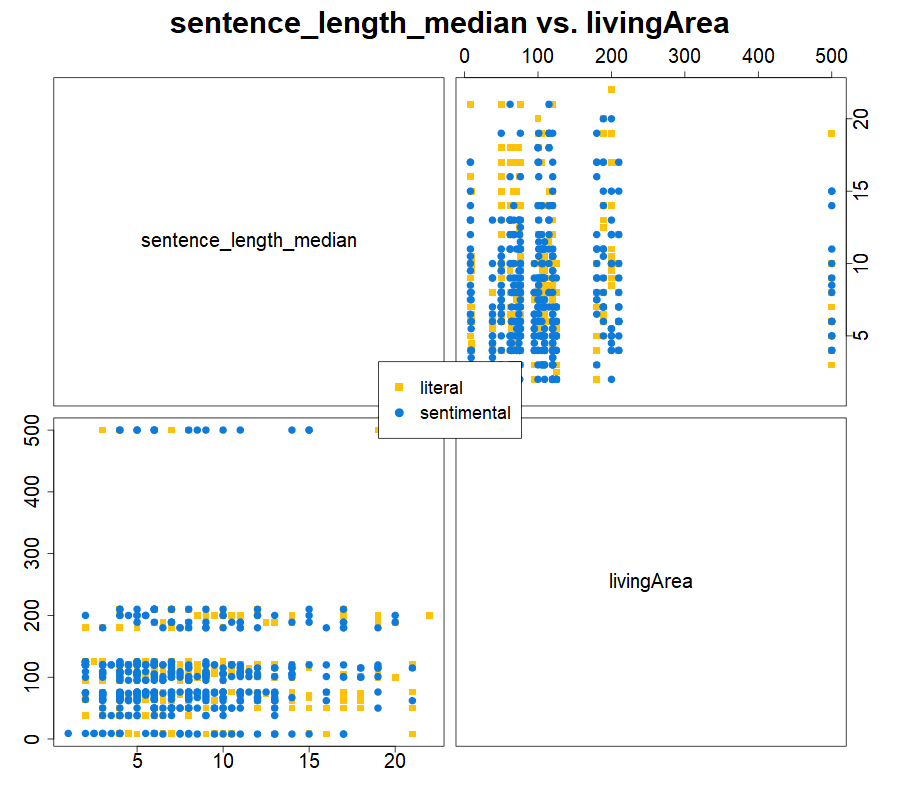 sentence_length_median vs. livingArea
0 100 200 300 400 500
sentence_length_median
5 10 15 20
literal
sentimental
0 100 200 300 400 500
livingArea
5 10 15 20